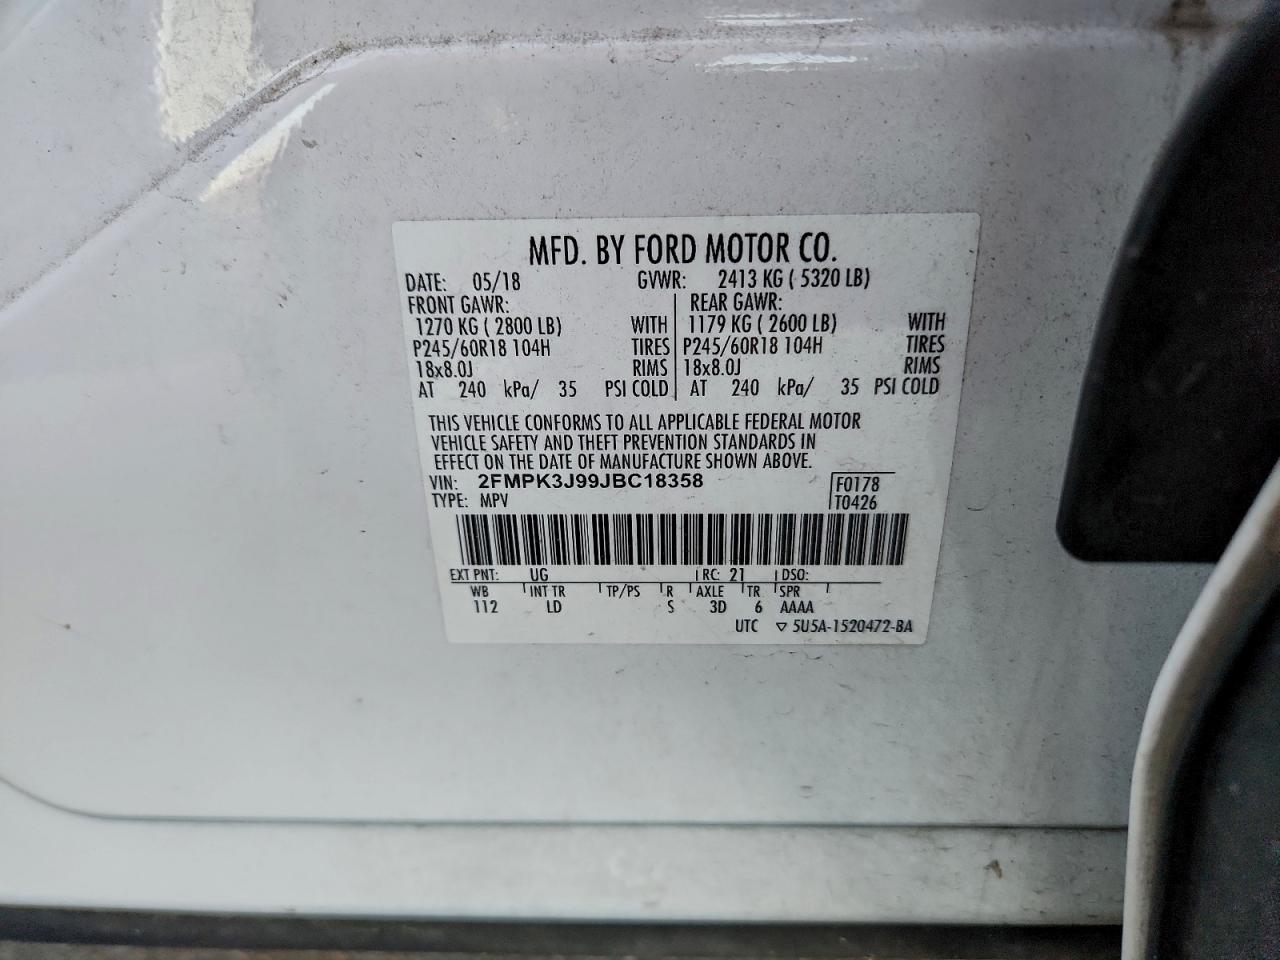 MFD. BY FORD MOTOR CO.
DATE: 05/18 GVWR: 2413 KG ( 5320 LB)
FRONT GAWR: REAR GAWR:
1270 KG ( 2800 LB) WITH 1179 KG ( 2600 LB) WITH
P245/60R18 104H TIRES P245/60R18 104H TIRES
18x8.0J RIMS 18x8.0J RIMS
AT 240 kPa/ 35 PSI COLD AT 240 kPa/ 35 PSI COLD
THIS VEHICLE CONFORMS TO ALL APPLICABLE FEDERAL MOTOR
VEHICLE SAFETY AND THEFT PREVENTION STANDARDS IN
EFFECT ON THE DATE OF MANUFACTURE SHOWN ABOVE.
VIN: 2FMPK3J99JBC18358 F0178
TYPE: MPV T0426
EXT PNT: UG RC: 21 DSO:
WB INT TR TP/PS R AXLE TR SPR
112 LD S 3D 6 AAAA
UTC ▽ 5U5A-1520472-BA